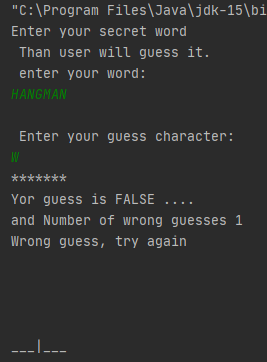 "C:\Program Files\Java\jdk-15\bi
Enter your secret word
Than user will guess it.
enter your word:
HANGMAN
Enter your guess character:
W
*******
Yor guess is FALSE ....
and Number of wrong guesses 1
Wrong guess, try again
___|___